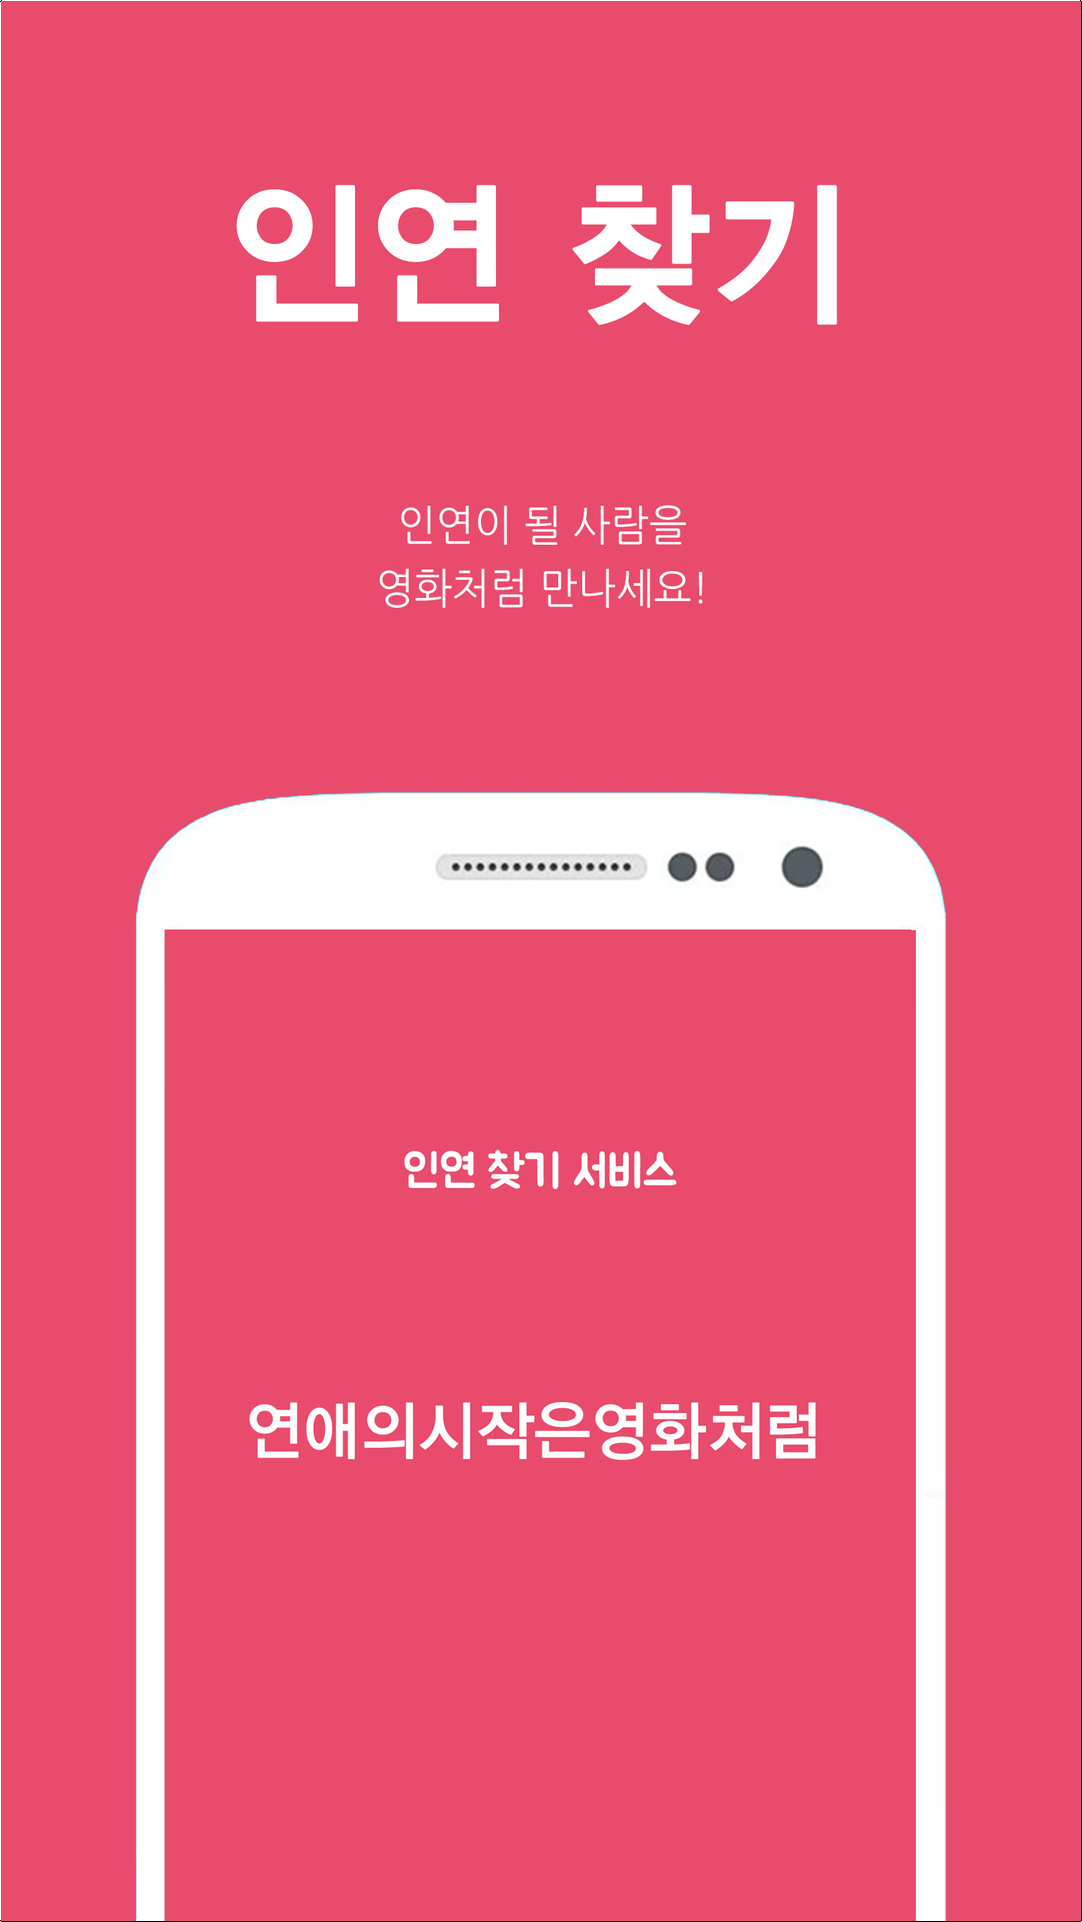 인연 찾기
인연이 될 사람을
영화처럼 만나세요!
인연 찾기 서비스
연애의시작은영화처럼